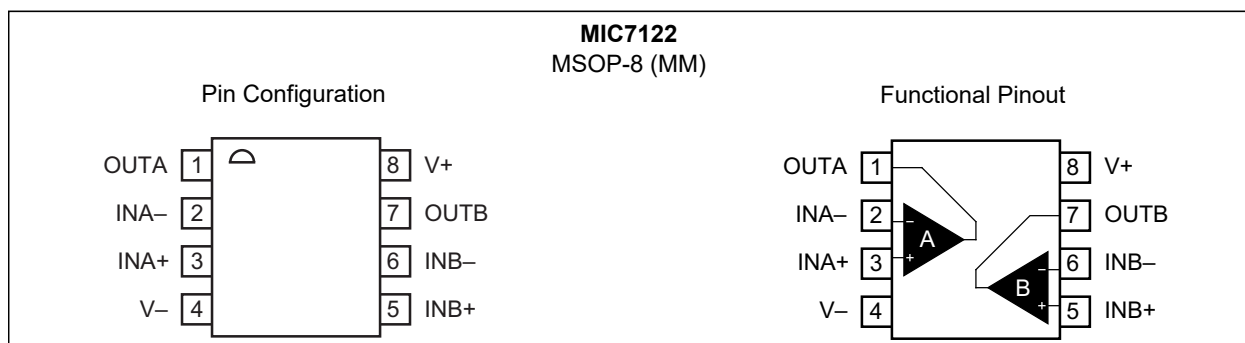 MIC7122
MSOP-8 (MM)
Pin Configuration
OUTA 1 8 V+
INA– 2 7 OUTB
INA+ 3 6 INB–
V– 4 5 INB+
Functional Pinout
OUTA 1 8 V+
INA– 2 – 7 OUTB
A
INA+ 3 + – 6 INB–
B
V– 4 + 5 INB+